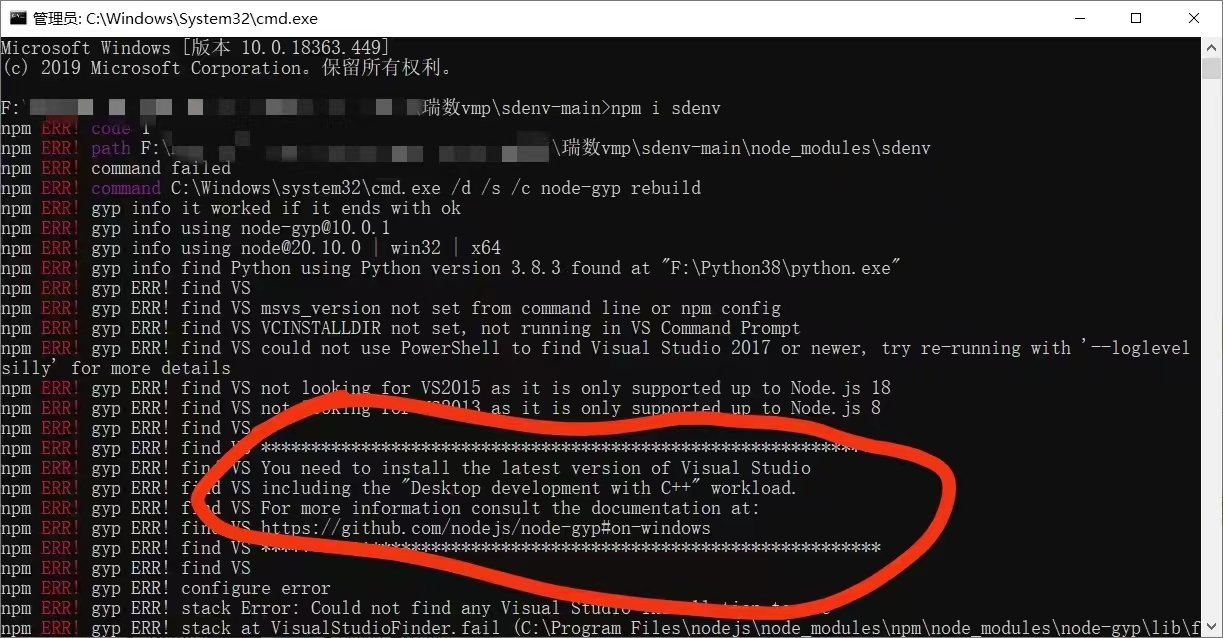 管理员: C:\Windows\System32\cmd.exe
Microsoft Windows [版本 10.0.18363.449]
(c) 2019 Microsoft Corporation。保留所有权利。
F:\瑞数vmp\sdenv-main>npm i sdenv
npm ERR! code 1
npm ERR! path F:\ \瑞数vmp\sdenv-main\node_modules\sdenv
npm ERR! command failed
npm ERR! command C:\Windows\system32\cmd.exe /d /s /c node-gyp rebuild
npm ERR! gyp info it worked if it ends with ok
npm ERR! gyp info using node-gyp@10.0.1
npm ERR! gyp info using node@20.10.0 | win32 | x64
npm ERR! gyp info find Python using Python version 3.8.3 found at "F:\Python38\python.exe"
npm ERR! gyp ERR! find VS
npm ERR! gyp ERR! find VS msvs_version not set from command line or npm config
npm ERR! gyp ERR! find VS VCINSTALLDIR not set, not running in VS Command Prompt
npm ERR! gyp ERR! find VS could not use PowerShell to find Visual Studio 2017 or newer, try re-running with '--loglevel
silly' for more details
npm ERR! gyp ERR! find VS not looking for VS2015 as it is only supported up to Node.js 18
npm ERR! gyp ERR! find VS not looking for VS2013 as it is only supported up to Node.js 8
npm ERR! gyp ERR! find VS
npm ERR! gyp ERR! find VS **************************************************************
npm ERR! gyp ERR! find VS You need to install the latest version of Visual Studio
npm ERR! gyp ERR! find VS including the "Desktop development with C++" workload.
npm ERR! gyp ERR! find VS For more information consult the documentation at:
npm ERR! gyp ERR! find VS https://github.com/nodejs/node-gyp#on-windows
npm ERR! gyp ERR! find VS **************************************************************
npm ERR! gyp ERR! find VS
npm ERR! gyp ERR! configure error
npm ERR! gyp ERR! stack Error: Could not find any Visual Studio installation to use
npm ERR! gyp ERR! stack at VisualStudioFinder.fail (C:\Program Files\nodejs\node_modules\npm\node_modules\node-gyp\lib\f